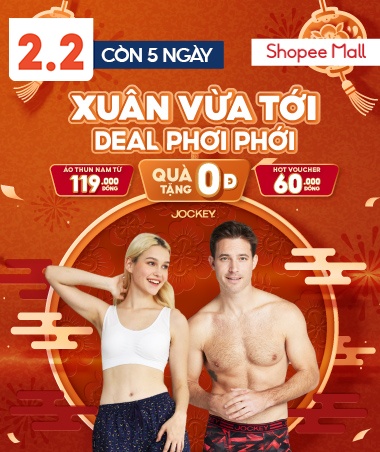 2.2
CÒN 5 NGÀY
Shopee Mall
XUÂN VỪA TỚI
DEAL PHƠI PHỚI
ÁO THUN NAM TỪ
119.000
ĐỒNG
QUÀ
TẶNG
0Đ
HOT VOUCHER
60.000
ĐỒNG
JOCKEY
JOCKEY